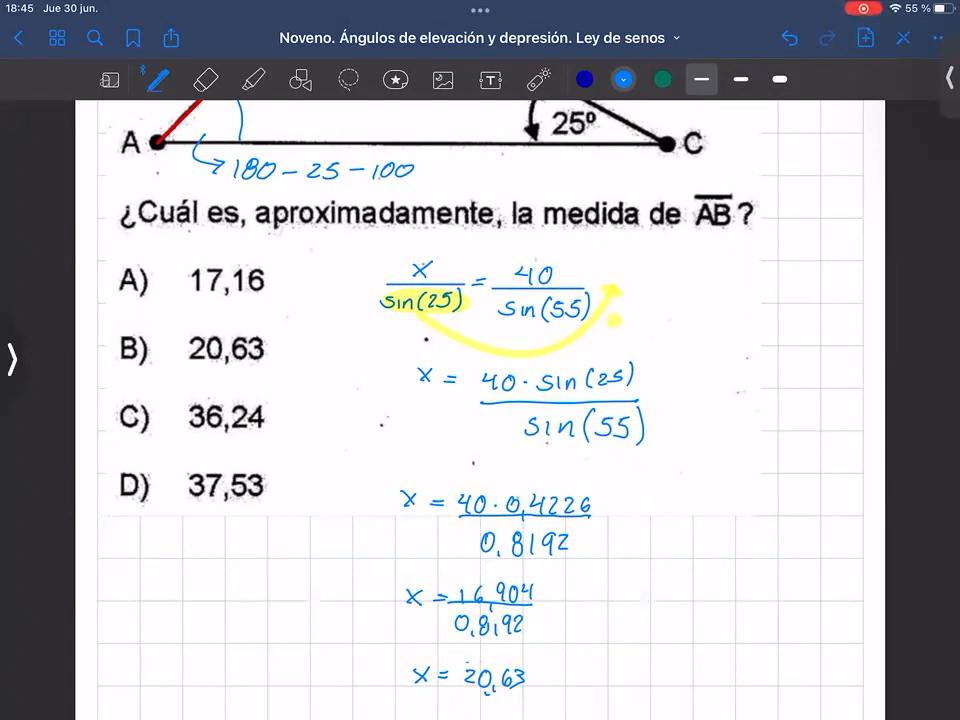 18:45 Jue 30 jun.
55 %
Noveno. Ángulos de elevación y depresión. Ley de senos
A
25º
C
180 - 25 - 100
¿Cuál es, aproximadamente, la medida de AB?
A) 17,16
B) 20,63
C) 36,24
D) 37,53
x / sin(25) = 40 / sin(55)
x = 40 · sin(25) / sin(55)
x = 40 · 0,4226 / 0,8192
x = 16,904 / 0,8192
x = 20,63